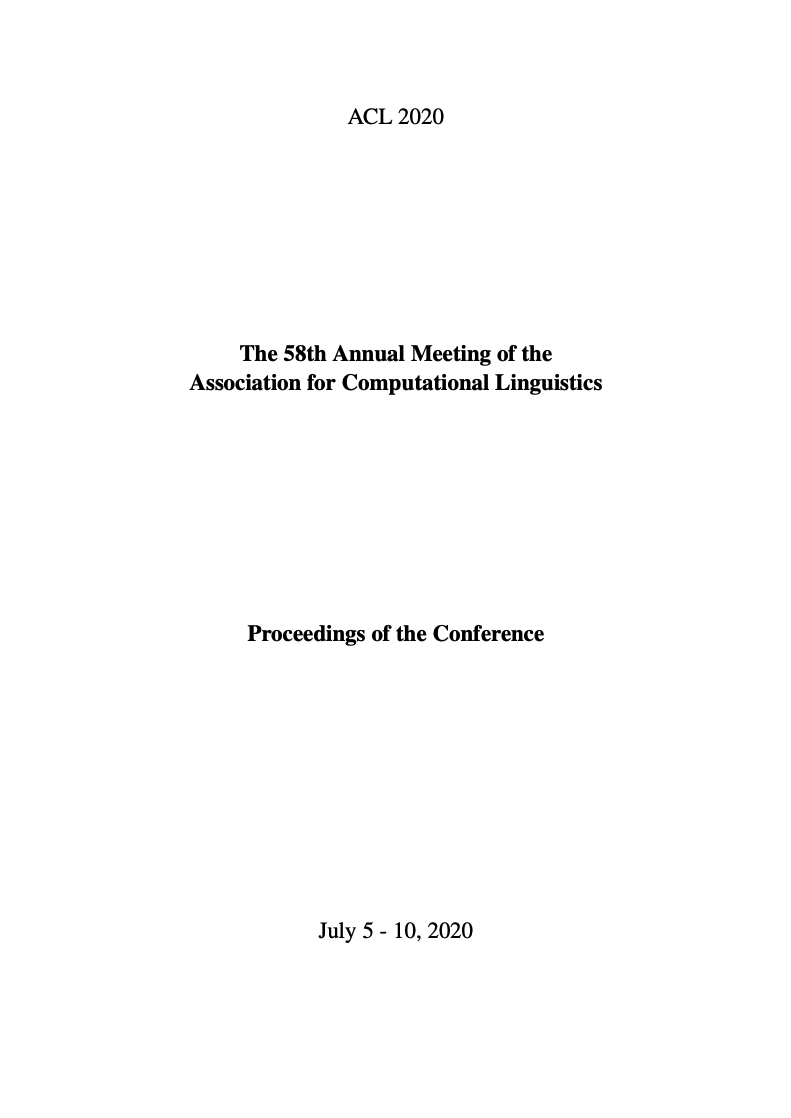 ACL 2020
The 58th Annual Meeting of the
Association for Computational Linguistics
Proceedings of the Conference
July 5 - 10, 2020